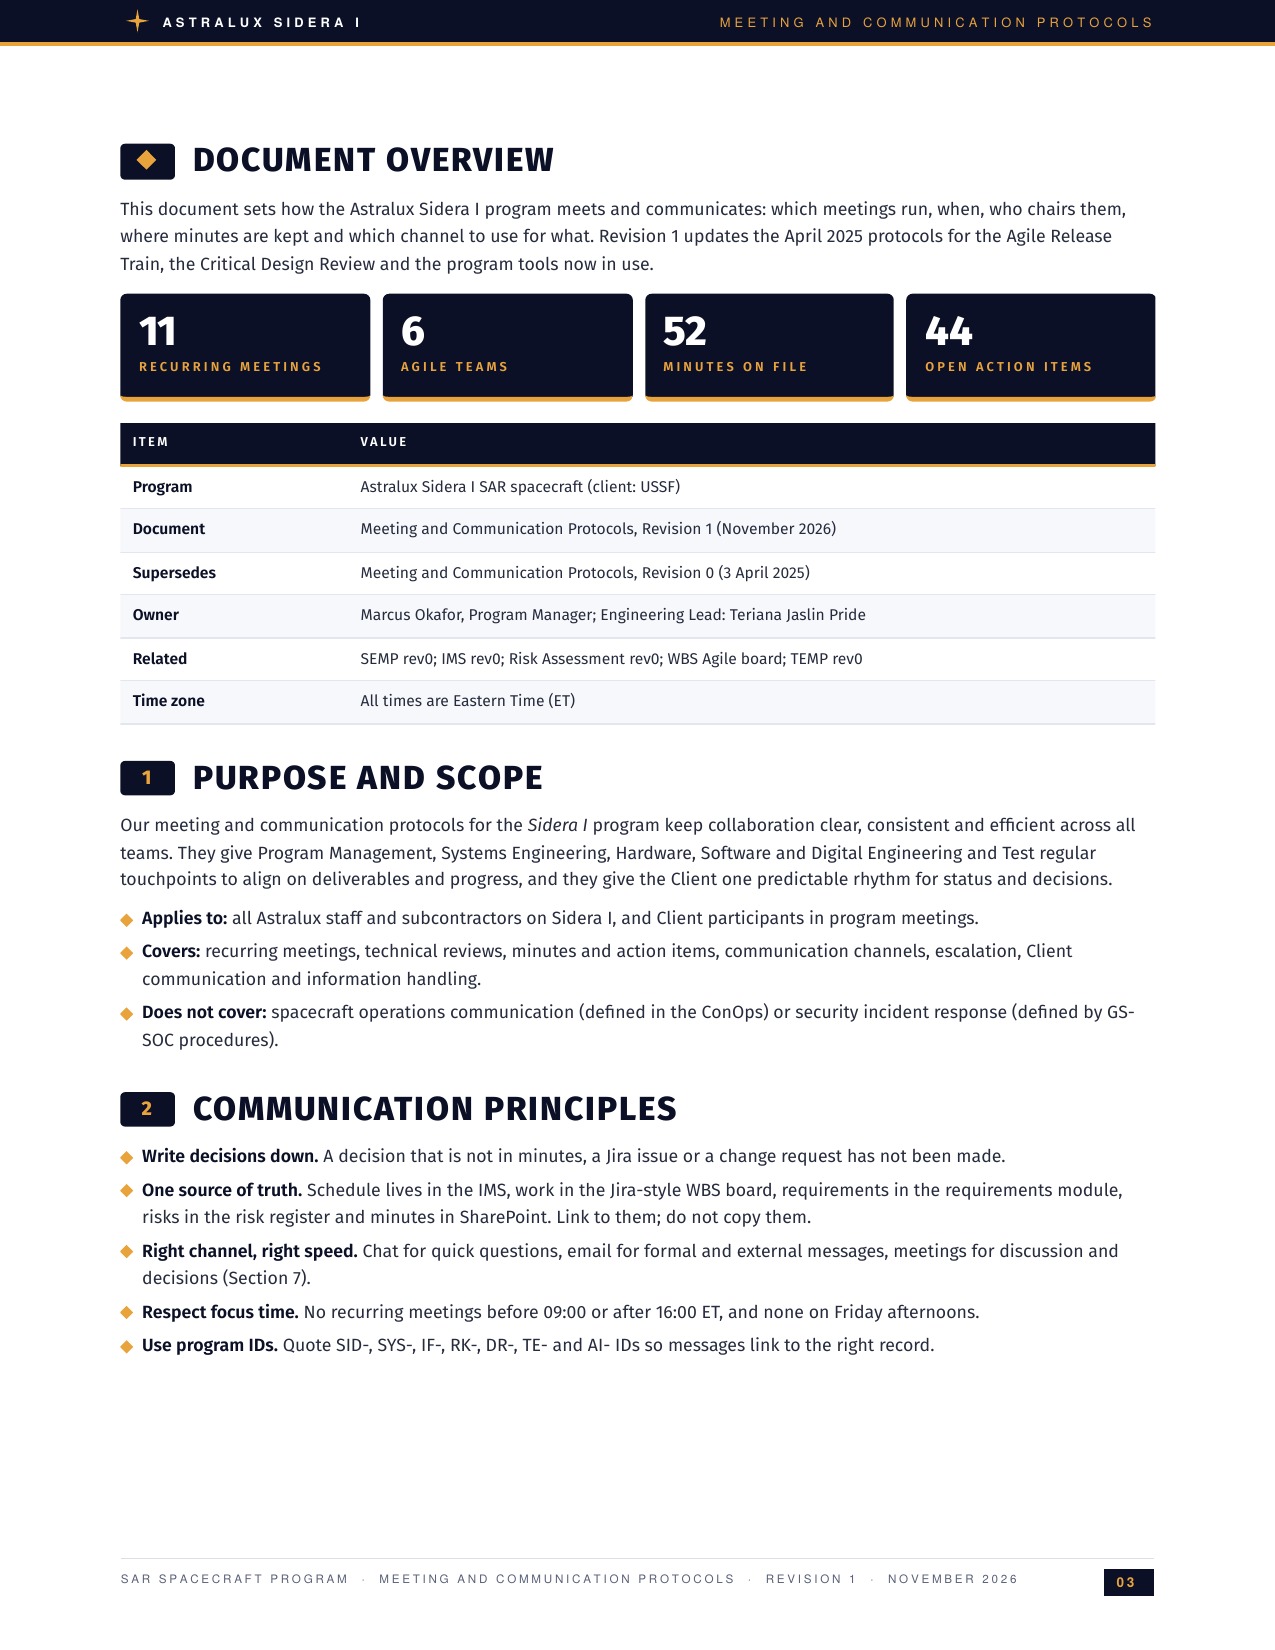 ASTRALUX SIDERA I
MEETING AND COMMUNICATION PROTOCOLS
DOCUMENT OVERVIEW
This document sets how the Astralux Sidera I program meets and communicates: which meetings run, when, who chairs them,
where minutes are kept and which channel to use for what. Revision 1 updates the April 2025 protocols for the Agile Release
Train, the Critical Design Review and the program tools now in use.
11
RECURRING MEETINGS
6
AGILE TEAMS
52
MINUTES ON FILE
44
OPEN ACTION ITEMS
ITEM VALUE
Program Astralux Sidera I SAR spacecraft (client: USSF)
Document Meeting and Communication Protocols, Revision 1 (November 2026)
Supersedes Meeting and Communication Protocols, Revision 0 (3 April 2025)
Owner Marcus Okafor, Program Manager; Engineering Lead: Teriana Jaslin Pride
Related SEMP rev0; IMS rev0; Risk Assessment rev0; WBS Agile board; TEMP rev0
Time zone All times are Eastern Time (ET)
1 PURPOSE AND SCOPE
Our meeting and communication protocols for the Sidera I program keep collaboration clear, consistent and efficient across all
teams. They give Program Management, Systems Engineering, Hardware, Software and Digital Engineering and Test regular
touchpoints to align on deliverables and progress, and they give the Client one predictable rhythm for status and decisions.
◆ Applies to: all Astralux staff and subcontractors on Sidera I, and Client participants in program meetings.
◆ Covers: recurring meetings, technical reviews, minutes and action items, communication channels, escalation, Client
communication and information handling.
◆ Does not cover: spacecraft operations communication (defined in the ConOps) or security incident response (defined by GS-
SOC procedures).
2 COMMUNICATION PRINCIPLES
◆ Write decisions down. A decision that is not in minutes, a Jira issue or a change request has not been made.
◆ One source of truth. Schedule lives in the IMS, work in the Jira-style WBS board, requirements in the requirements module,
risks in the risk register and minutes in SharePoint. Link to them; do not copy them.
◆ Right channel, right speed. Chat for quick questions, email for formal and external messages, meetings for discussion and
decisions (Section 7).
◆ Respect focus time. No recurring meetings before 09:00 or after 16:00 ET, and none on Friday afternoons.
◆ Use program IDs. Quote SID-, SYS-, IF-, RK-, DR-, TE- and AI- IDs so messages link to the right record.
SAR SPACECRAFT PROGRAM · MEETING AND COMMUNICATION PROTOCOLS · REVISION 1 · NOVEMBER 2026
03